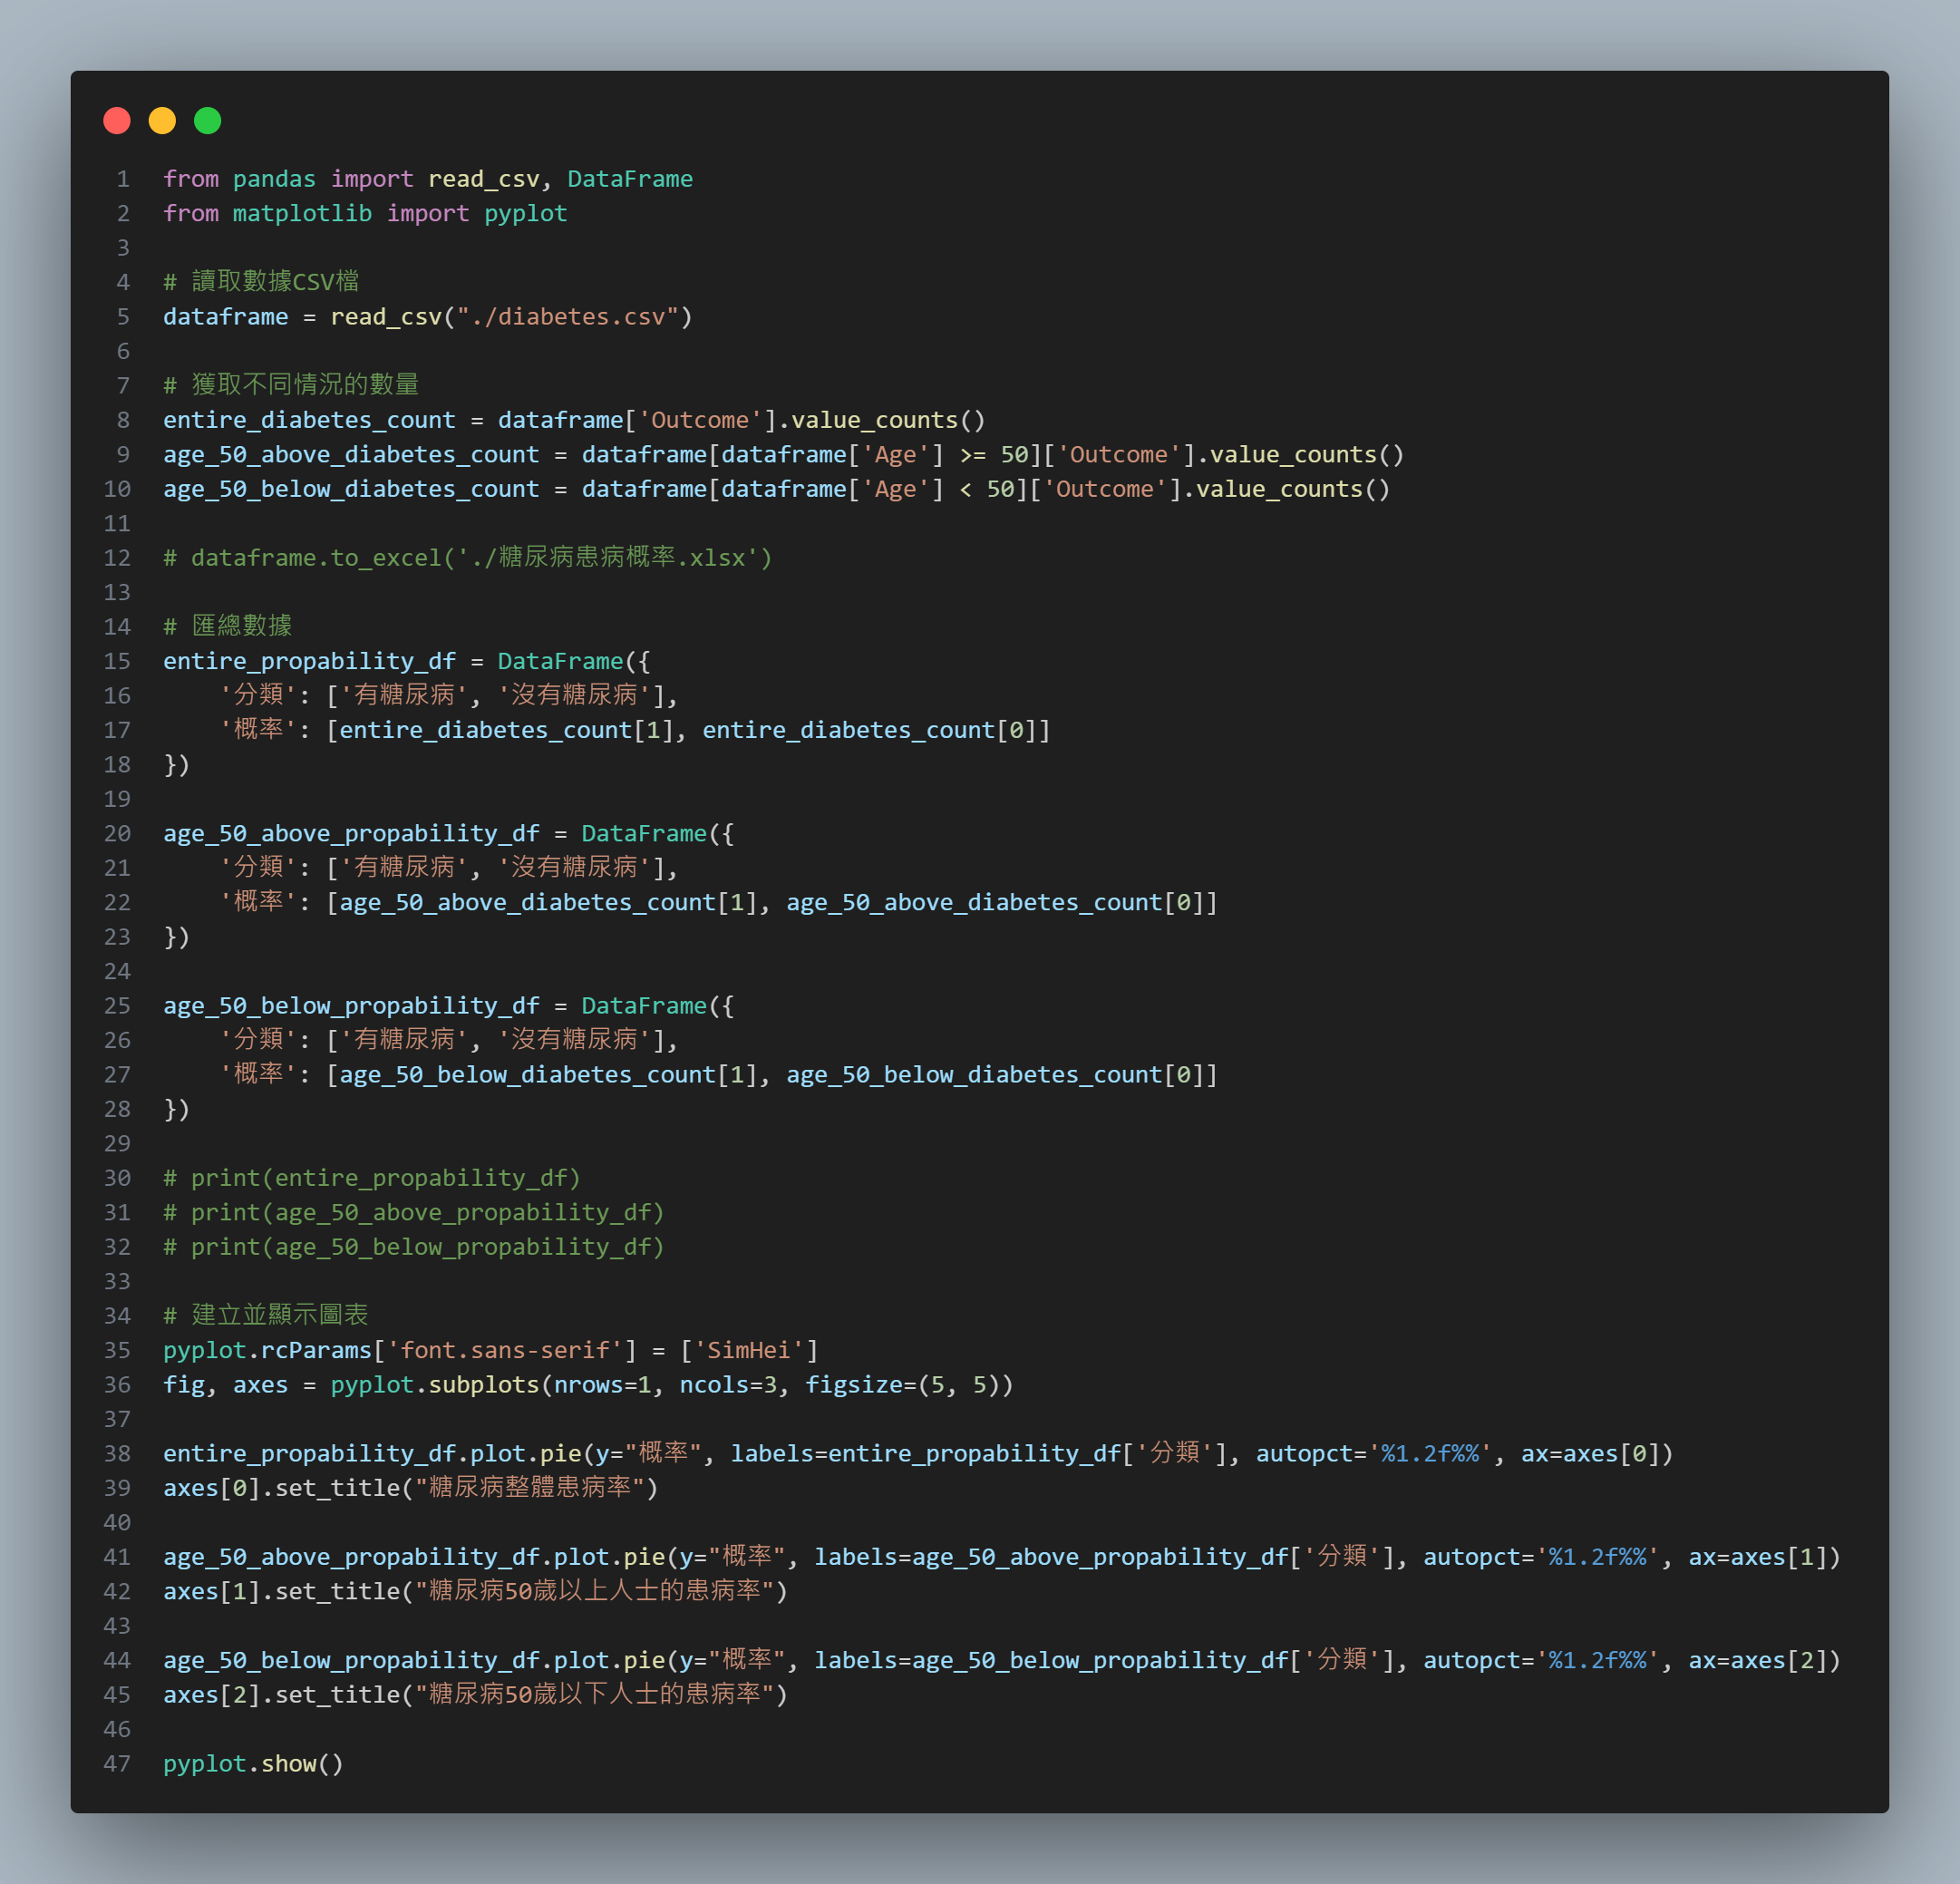 1 from pandas import read_csv, DataFrame
2 from matplotlib import pyplot
3
4 # 讀取數據CSV檔
5 dataframe = read_csv("./diabetes.csv")
6
7 # 獲取不同情況的數量
8 entire_diabetes_count = dataframe['Outcome'].value_counts()
9 age_50_above_diabetes_count = dataframe[dataframe['Age'] >= 50]['Outcome'].value_counts()
10 age_50_below_diabetes_count = dataframe[dataframe['Age'] < 50]['Outcome'].value_counts()
11
12 # dataframe.to_excel('./糖尿病患病概率.xlsx')
13
14 # 匯總數據
15 entire_propability_df = DataFrame({
16     '分類': ['有糖尿病', '沒有糖尿病'],
17     '概率': [entire_diabetes_count[1], entire_diabetes_count[0]]
18 })
19
20 age_50_above_propability_df = DataFrame({
21     '分類': ['有糖尿病', '沒有糖尿病'],
22     '概率': [age_50_above_diabetes_count[1], age_50_above_diabetes_count[0]]
23 })
24
25 age_50_below_propability_df = DataFrame({
26     '分類': ['有糖尿病', '沒有糖尿病'],
27     '概率': [age_50_below_diabetes_count[1], age_50_below_diabetes_count[0]]
28 })
29
30 # print(entire_propability_df)
31 # print(age_50_above_propability_df)
32 # print(age_50_below_propability_df)
33
34 # 建立並顯示圖表
35 pyplot.rcParams['font.sans-serif'] = ['SimHei']
36 fig, axes = pyplot.subplots(nrows=1, ncols=3, figsize=(5, 5))
37
38 entire_propability_df.plot.pie(y="概率", labels=entire_propability_df['分類'], autopct='%1.2f%%', ax=axes[0])
39 axes[0].set_title("糖尿病整體患病率")
40
41 age_50_above_propability_df.plot.pie(y="概率", labels=age_50_above_propability_df['分類'], autopct='%1.2f%%', ax=axes[1])
42 axes[1].set_title("糖尿病50歲以上人士的患病率")
43
44 age_50_below_propability_df.plot.pie(y="概率", labels=age_50_below_propability_df['分類'], autopct='%1.2f%%', ax=axes[2])
45 axes[2].set_title("糖尿病50歲以下人士的患病率")
46
47 pyplot.show()